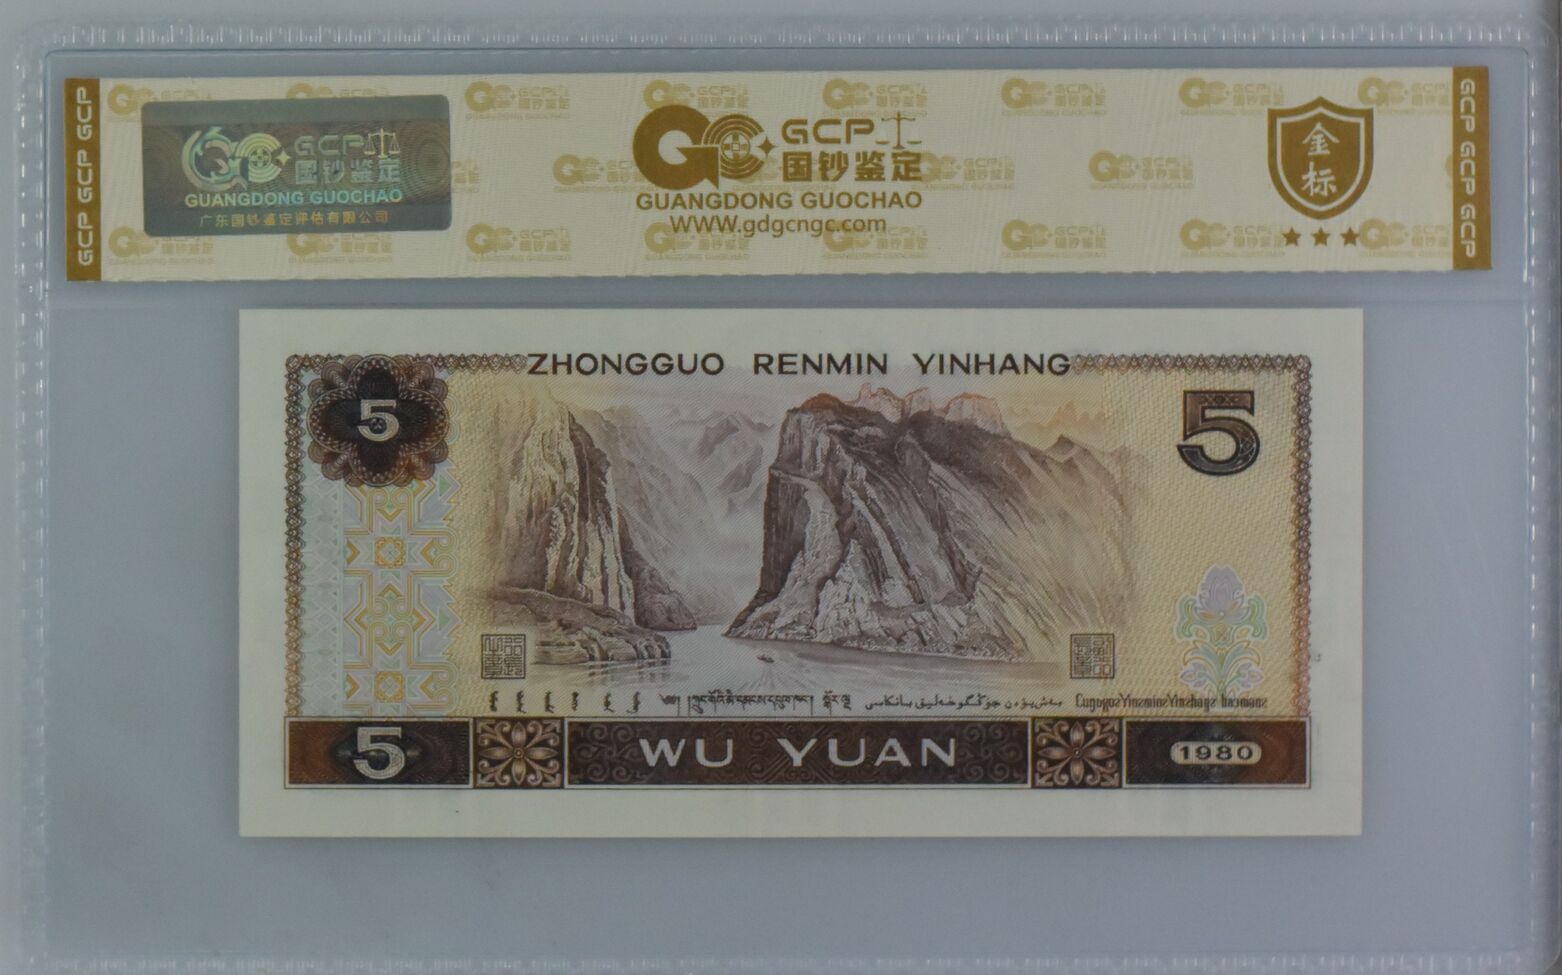 GCP GCP GCP
GCP
国钞鉴定
GUANGDONG GUOCHAO
广东国钞鉴定评估有限公司
GCP
国钞鉴定
GUANGDONG GUOCHAO
WWW.gdgcngc.com
金标
GCP GCP GCP
ZHONGGUO RENMIN YINHANG
5
5
5
WU YUAN
1980